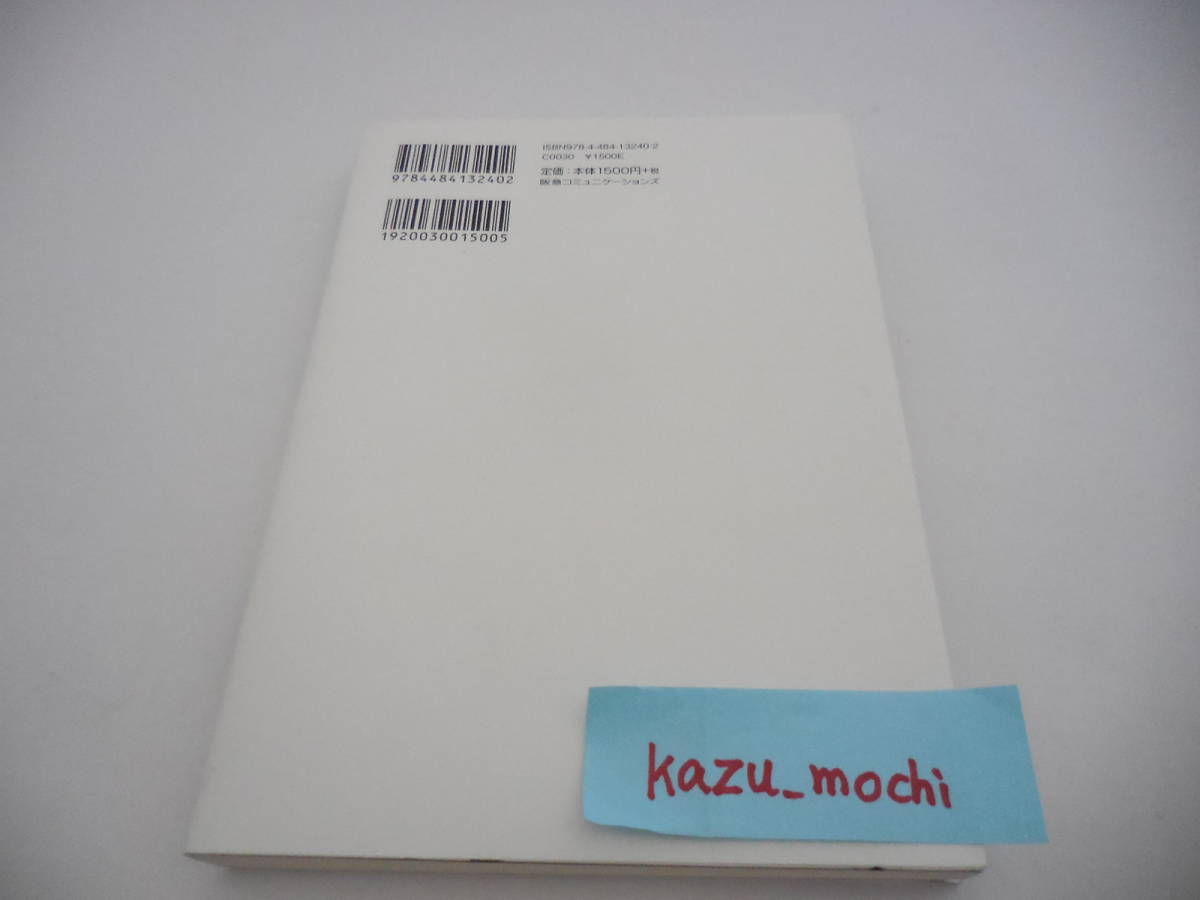 ISBN978-4-484-13240-2
C0030 ¥1500E
定価：本体1500円+税
阪急コミュニケーションズ
9784484132402
1920030015005
kazu_mochi